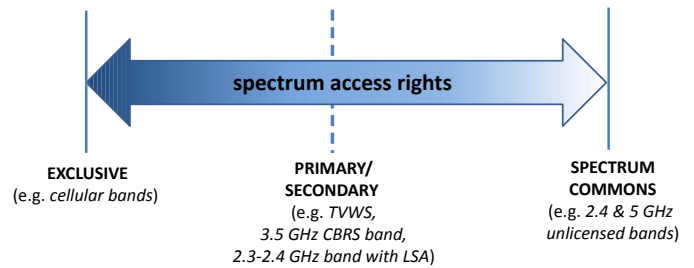 spectrum access rights
EXCLUSIVE
(e.g. cellular bands)
PRIMARY/
SECONDARY
(e.g. TVWS,
3.5 GHz CBRS band,
2.3-2.4 GHz band with LSA)
SPECTRUM
COMMONS
(e.g. 2.4 & 5 GHz
unlicensed bands)